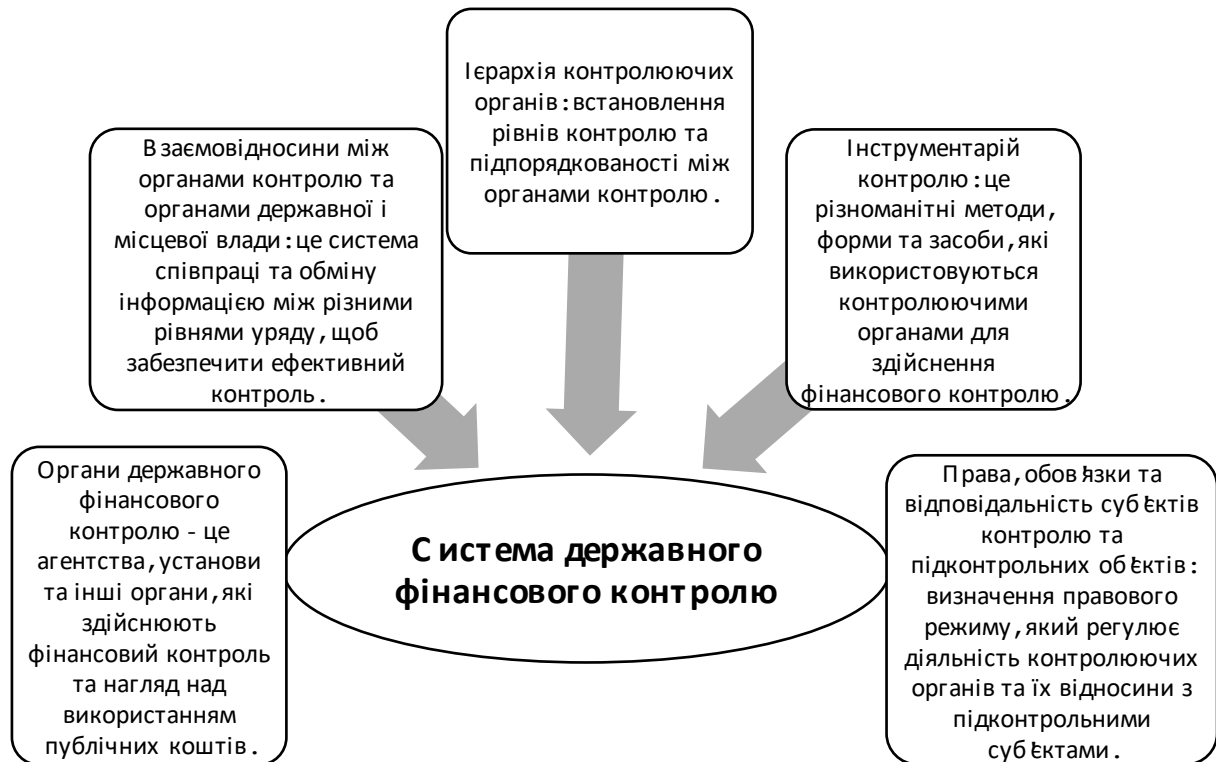 Ієрархія контролюючих
органів: встановлення
рівнів контролю та
підпорядкованості між
органами контролю.
Взаємовідносини між
органами контролю та
органами державної і
місцевої влади: це система
співпраці та обміну
інформацією між різними
рівнями уряду, щоб
забезпечити ефективний
контроль.
Інструментарій
контролю: це
різноманітні методи,
форми та засоби, які
використовуються
контролюючими
органами для
здійснення
фінансового контролю.
Органи державного
фінансового
контролю - це
агентства, установи
та інші органи, які
здійснюють
фінансовий контроль
та нагляд над
використанням
публічних коштів.
Система державного
фінансового контролю
Права, обов'язки та
відповідальність суб'єктів
контролю та
підконтрольних об'єктів:
визначення правового
режиму, який регулює
діяльність контролюючих
органів та їх відносини з
підконтрольними
суб'єктами.